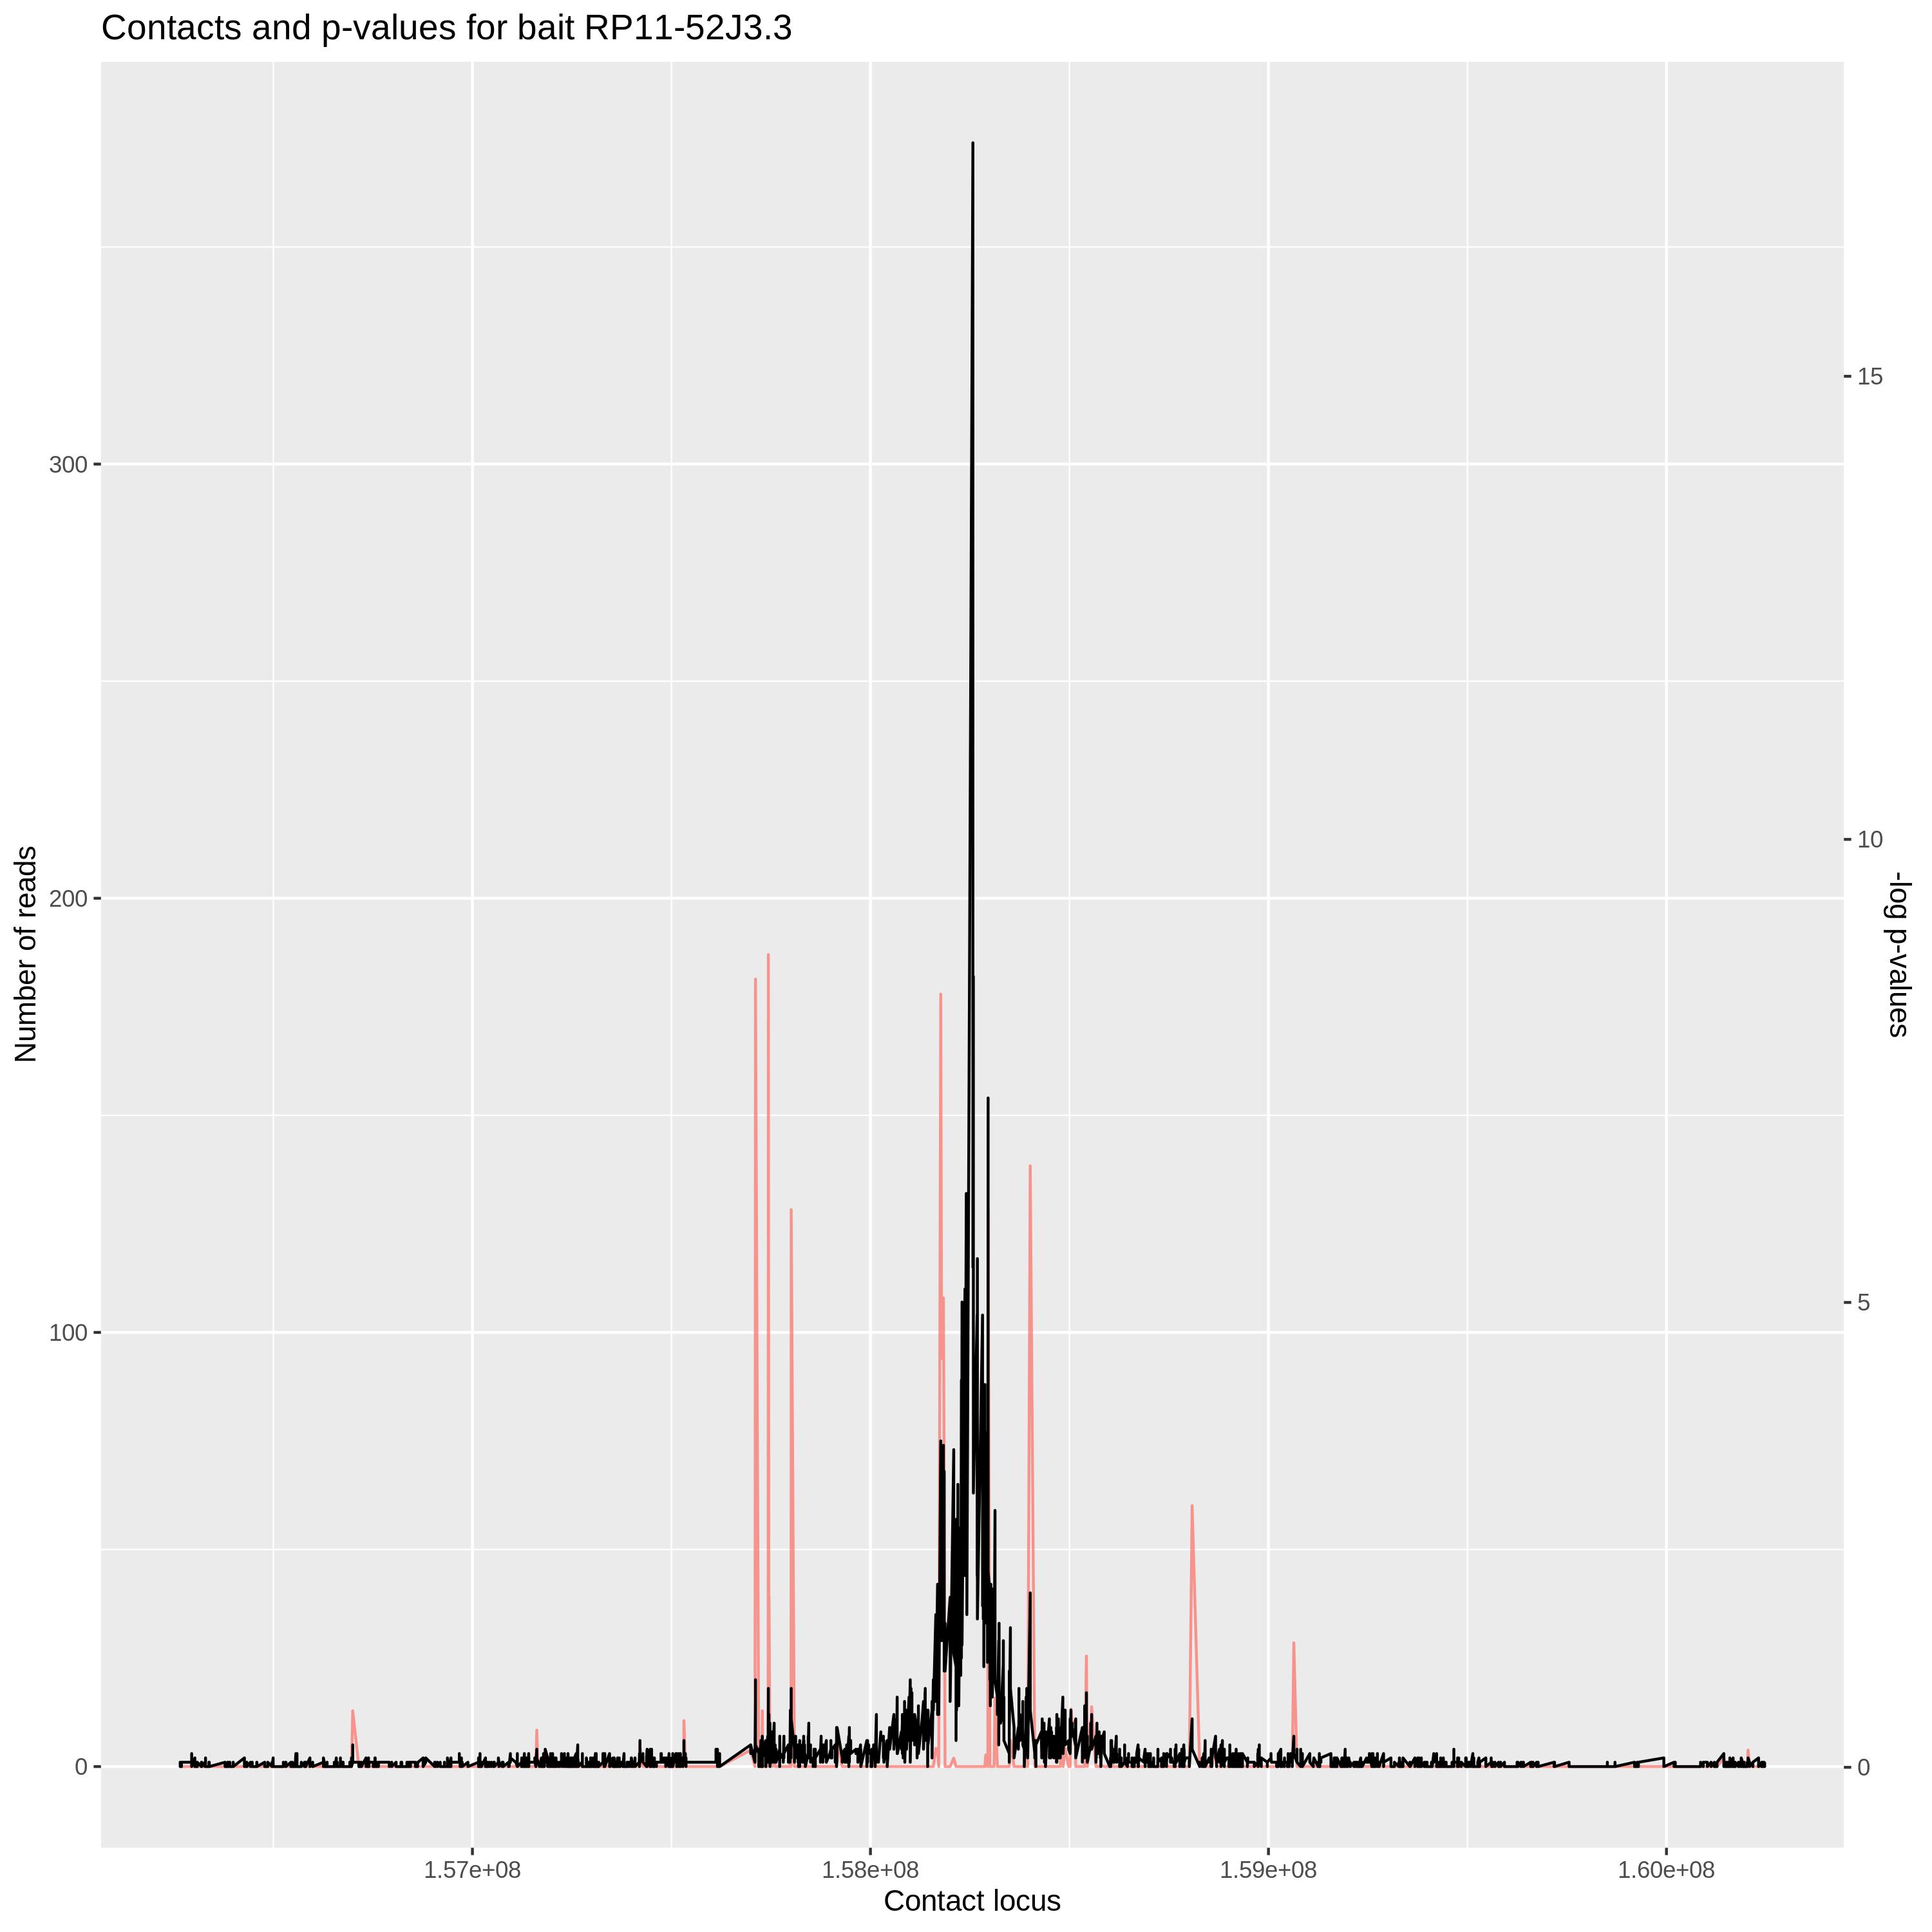 Contacts and p-values for bait RP11-52J3.3
Number of reads
300
200
100
0
15
10
5
0
-log p-values
1.57e+08
1.58e+08
1.59e+08
1.60e+08
Contact locus